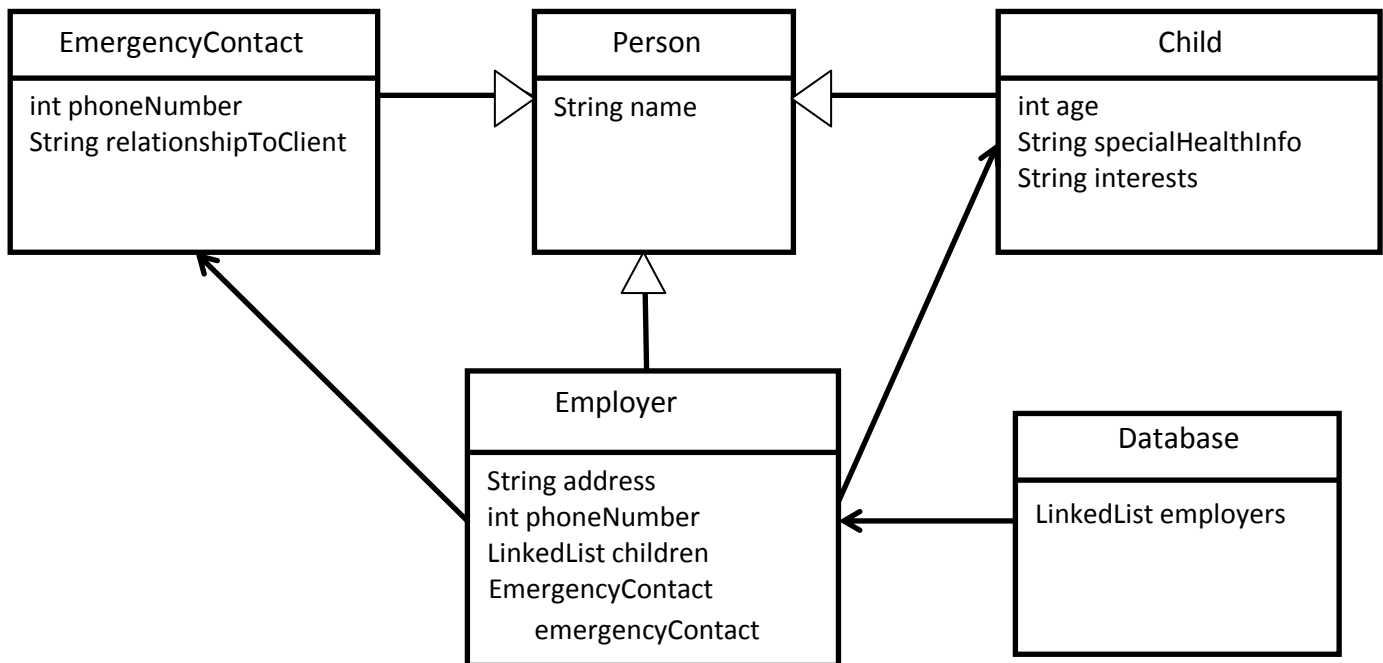 EmergencyContact
int phoneNumber
String relationshipToClient
Person
String name
Child
int age
String specialHealthInfo
String interests
Employer
String address
int phoneNumber
LinkedList children
EmergencyContact
emergencyContact
Database
LinkedList employers